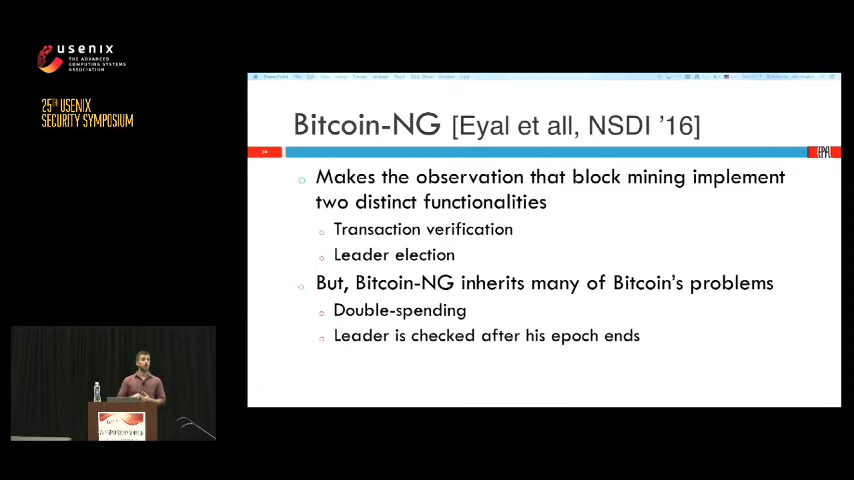 usenix
THE ADVANCED
COMPUTING SYSTEMS
ASSOCIATION
25TH USENIX
SECURITY SYMPOSIUM
Bitcoin-NG [Eyal et all, NSDI '16]
Makes the observation that block mining implement
two distinct functionalities
Transaction verification
Leader election
But, Bitcoin-NG inherits many of Bitcoin's problems
Double-spending
Leader is checked after his epoch ends